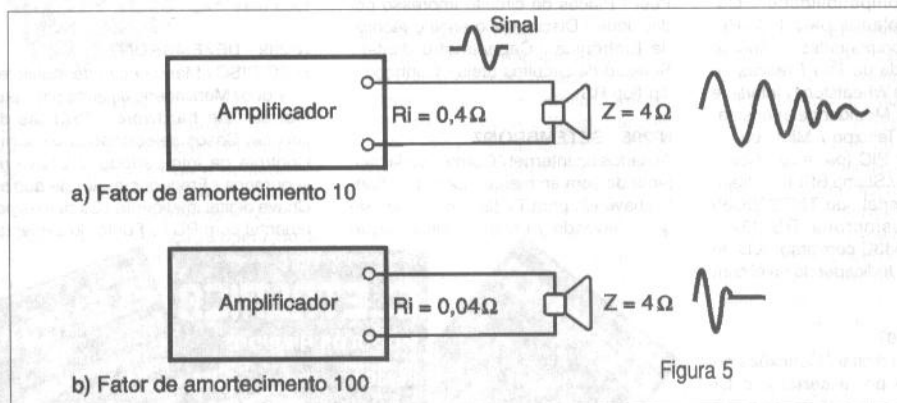 Sinal
Amplificador
Ri = 0,4Ω
Z = 4Ω
a) Fator de amortecimento 10
Amplificador
Ri = 0,04Ω
Z = 4Ω
Figura 5
b) Fator de amortecimento 100